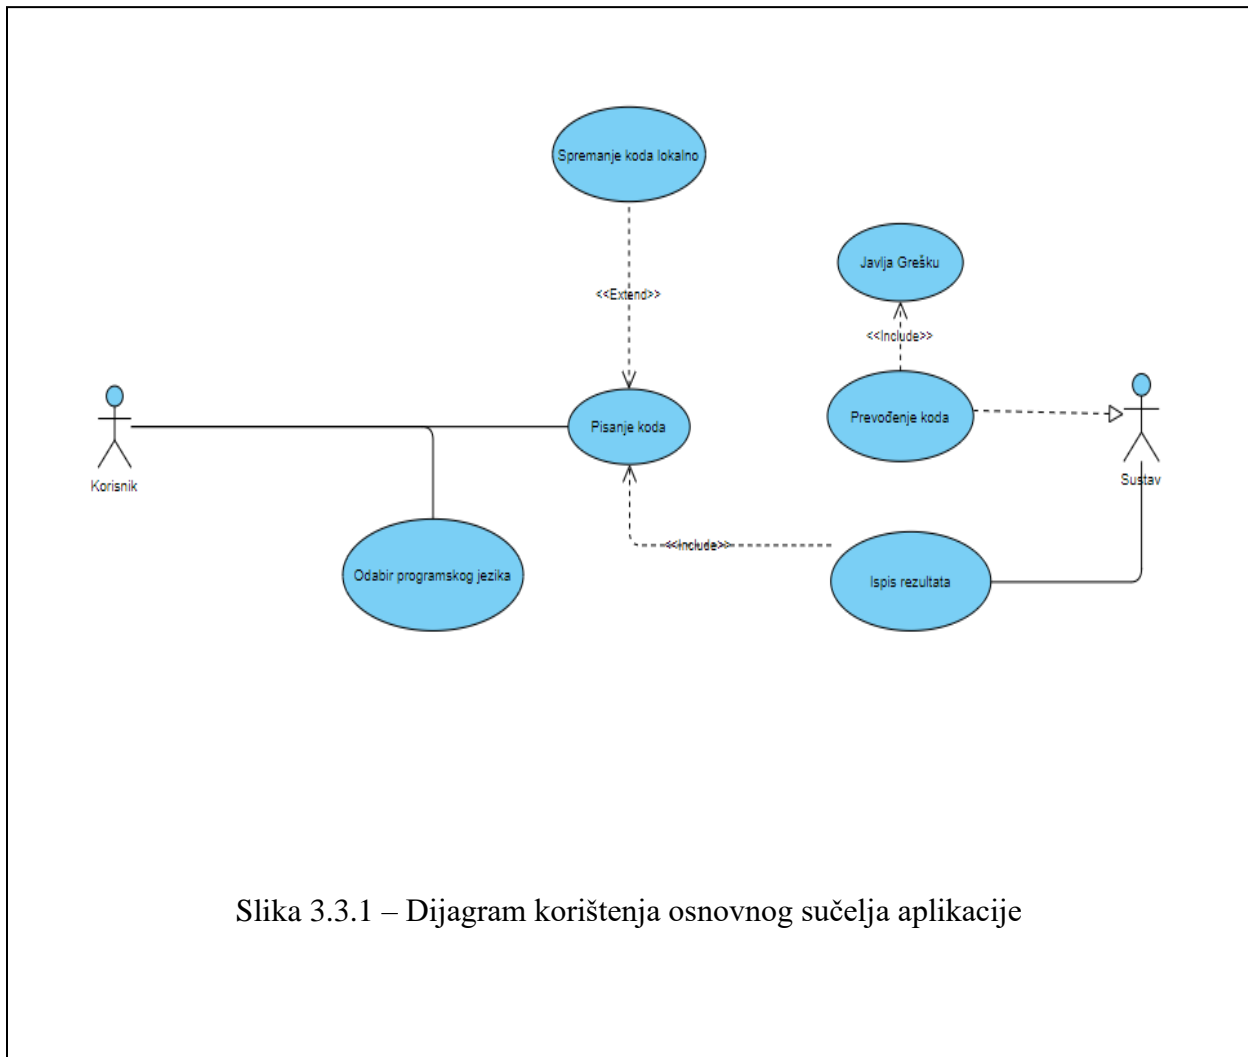 Spremanje koda lokalno
Javlja Grešku
<<Extend>>
<<Include>>
Pisanje koda
Prevođenje koda
Korisnik
Sustav
<<Include>>
Odabir programskog jezika
Ispis rezultata
Slika 3.3.1 – Dijagram korištenja osnovnog sučelja aplikacije